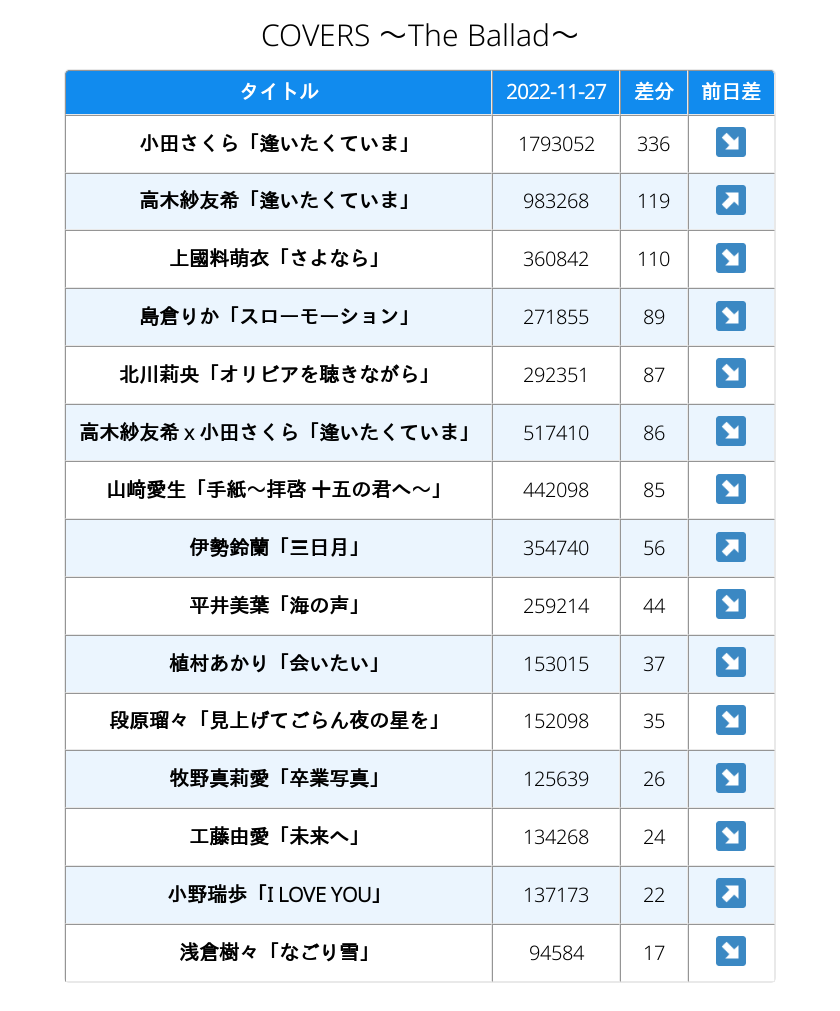 COVERS 〜The Ballad〜
タイトル 2022-11-27 差分 前日差
小田さくら「逢いたくていま」 1793052 336 ↘
高木紗友希「逢いたくていま」 983268 119 ↗
上國料萌衣「さよなら」 360842 110 ↘
島倉りか「スローモーション」 271855 89 ↘
北川莉央「オリビアを聴きながら」 292351 87 ↘
高木紗友希 x 小田さくら「逢いたくていま」 517410 86 ↘
山﨑愛生「手紙〜拝啓 十五の君へ〜」 442098 85 ↘
伊勢鈴蘭「三日月」 354740 56 ↗
平井美葉「海の声」 259214 44 ↘
植村あかり「会いたい」 153015 37 ↘
段原瑠々「見上げてごらん夜の星を」 152098 35 ↘
牧野真莉愛「卒業写真」 125639 26 ↘
工藤由愛「未来へ」 134268 24 ↘
小野瑞歩「I LOVE YOU」 137173 22 ↗
浅倉樹々「なごり雪」 94584 17 ↘